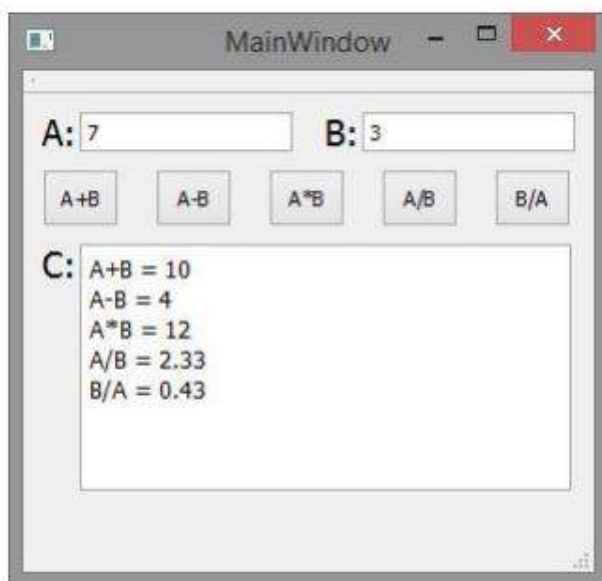 MainWindow
A: 7 B: 3
A+B A-B A*B A/B B/A
C: A+B = 10
A-B = 4
A*B = 12
A/B = 2.33
B/A = 0.43